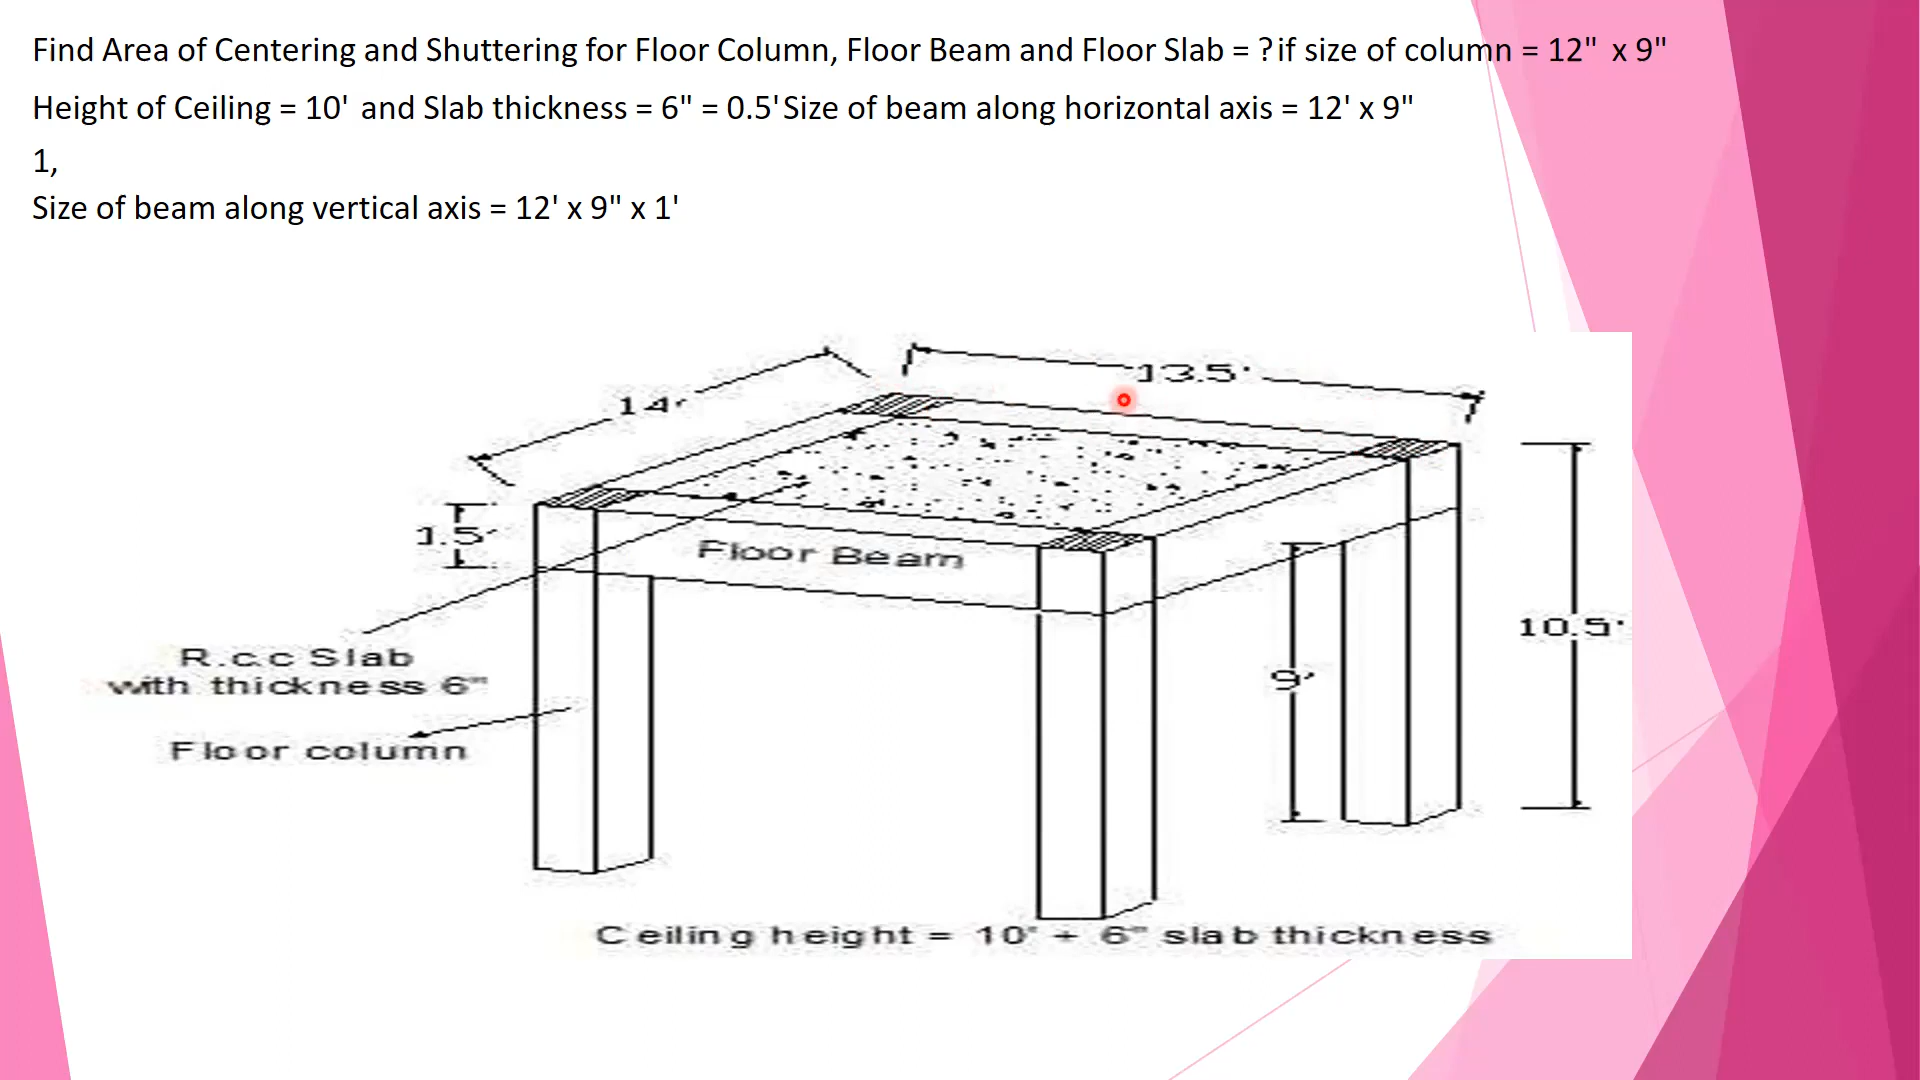 Find Area of Centering and Shuttering for Floor Column, Floor Beam and Floor Slab = ?if size of column = 12" x 9"
Height of Ceiling = 10' and Slab thickness = 6" = 0.5'Size of beam along horizontal axis = 12' x 9"
1,
Size of beam along vertical axis = 12' x 9" x 1'
13.5'
14'
1.5'
Floor Beam
10.5'
R.c.c Slab
with thickness 6"
9'
Floor column
Ceiling height = 10' + 6" slab thickness